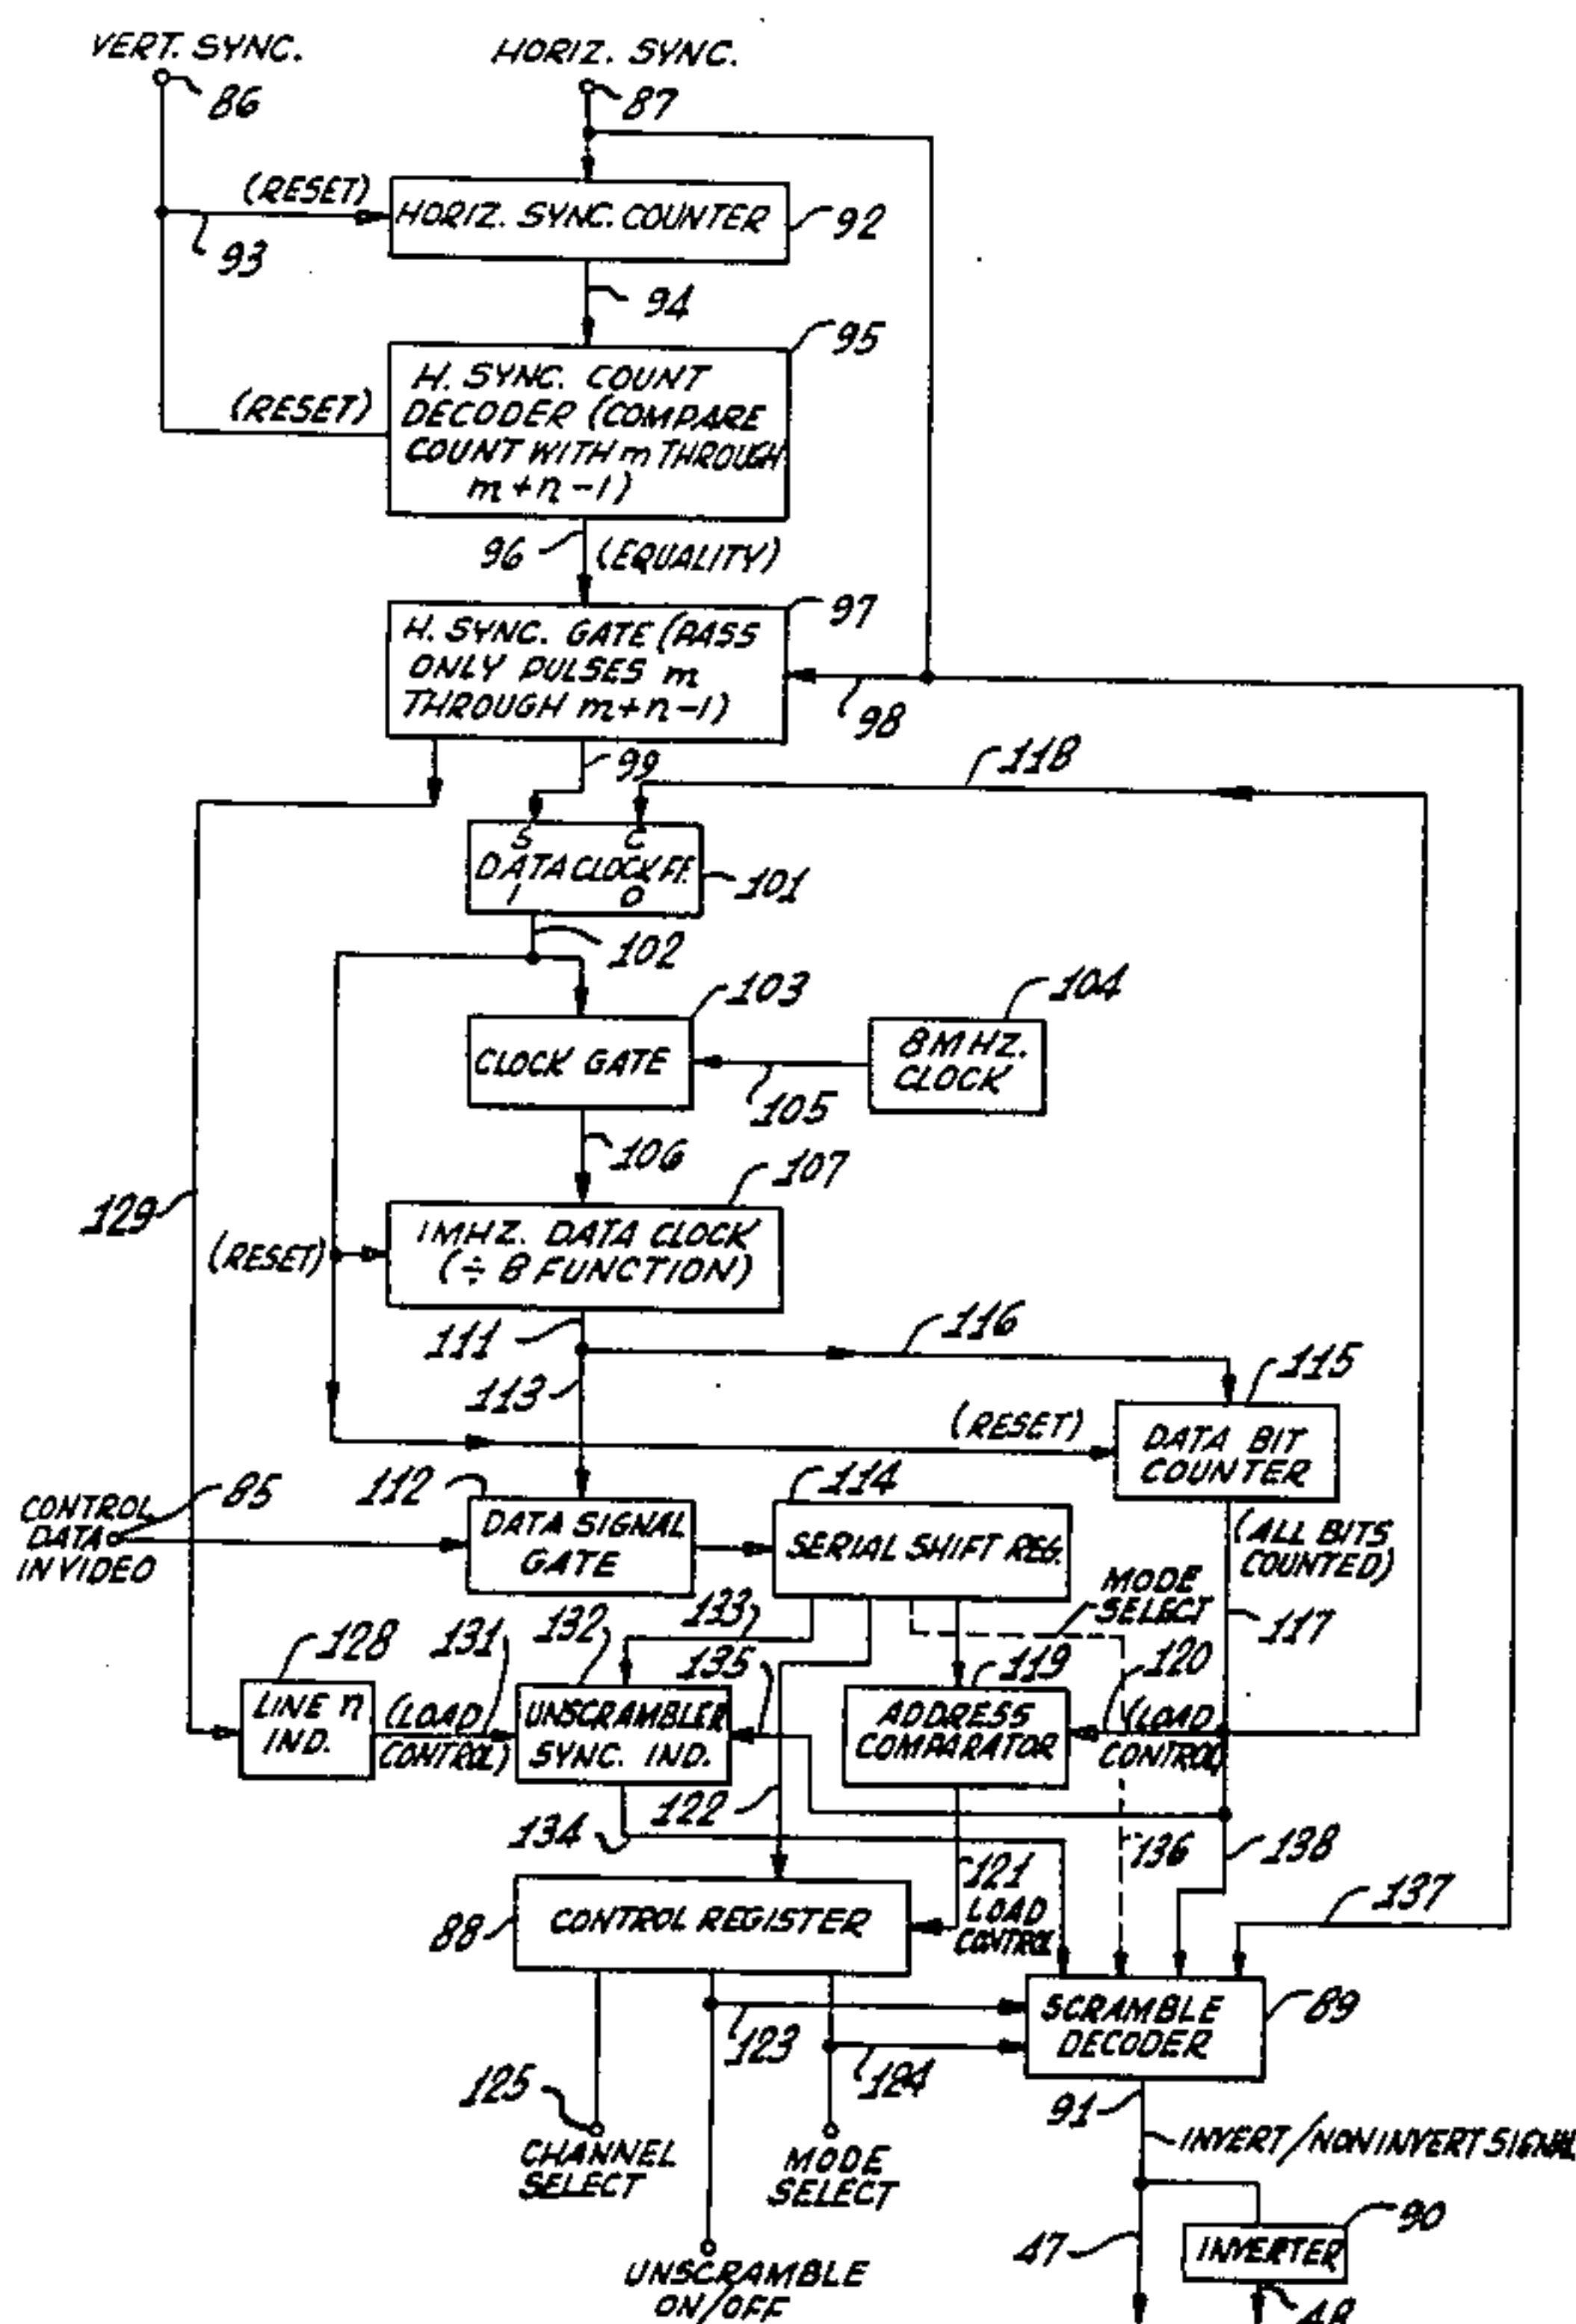 VERT. SYNC.
HORIZ. SYNC.
86
87
(RESET)
HORIZ. SYNC. COUNTER
92
93
94
95
H. SYNC. COUNT
DECODER (COMPARE
COUNT WITH m THROUGH
m+n-1)
(RESET)
96
(EQUALITY)
97
H. SYNC. GATE (PASS
ONLY PULSES m
THROUGH m+n-1)
98
99
118
S C
DATA CLOCK FF.
1 0
101
102
103
104
CLOCK GATE
8 MHZ.
CLOCK
105
106
107
129
(RESET)
1 MHZ. DATA CLOCK
(÷ 8 FUNCTION)
111
116
113
115
(RESET)
DATA BIT
COUNTER
112
114
85
CONTROL
DATA
IN VIDEO
DATA SIGNAL
GATE
SERIAL SHIFT REG.
(ALL BITS
COUNTED)
MODE
SELECT
117
128
131
132
133
135
119
120
LINE n
IND.
(LOAD
CONTROL)
UNSCRAMBLER
SYNC. IND.
ADDRESS
COMPARATOR
(LOAD
CONTROL)
122
134
136
138
121
137
88
CONTROL REGISTER
LOAD
CONTROL
SCRAMBLE
DECODER
89
123
124
125
91
CHANNEL
SELECT
MODE
SELECT
INVERT/NONINVERT SIGNAL
90
47
INVERTER
UNSCRAMBLE
ON/OFF
48